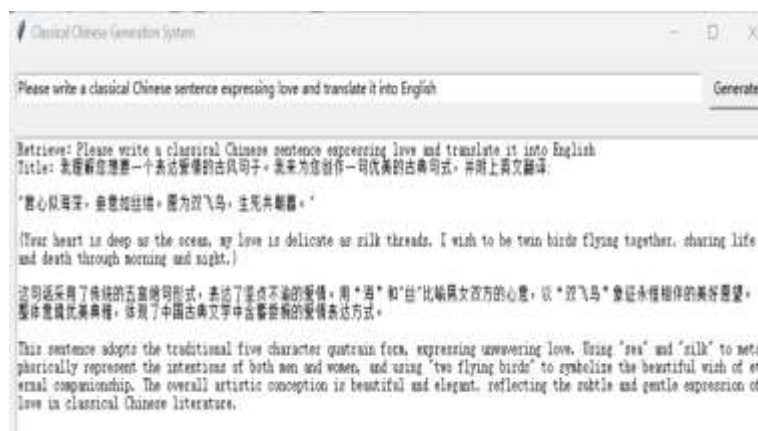 Classical Chinese Generation System
Please write a classical Chinese sentence expressing love and translate it into English
Generate
Retrieve: Please write a classical Chinese sentence expressing love and translate it into English
Title: 我理解您想要一个表达爱情的古风句子。我来为您创作一句优美的古典句式，并附上英文翻译:
"君心似海深，妾意如丝绵。愿为双飞鸟，生死共朝暮。"
(Your heart is deep as the ocean, my love is delicate as silk threads. I wish to be twin birds flying together, sharing life
and death through morning and night.)
这句话采用了传统的五言绝句形式，表达了坚贞不渝的爱情。用"海"和"丝"比喻男女双方的心意，以"双飞鸟"象征永恒相伴的美好愿望。
整体意境优美典雅，体现了中国古典文学中含蓄婉约的爱情表达方式。
This sentence adopts the traditional five character quatrain form, expressing unwavering love. Using "sea" and "silk" to meta
phorically represent the intentions of both men and women, and using "two flying birds" to symbolize the beautiful wish of et
ernal companionship. The overall artistic conception is beautiful and elegant, reflecting the subtle and gentle expression of
love in classical Chinese literature.